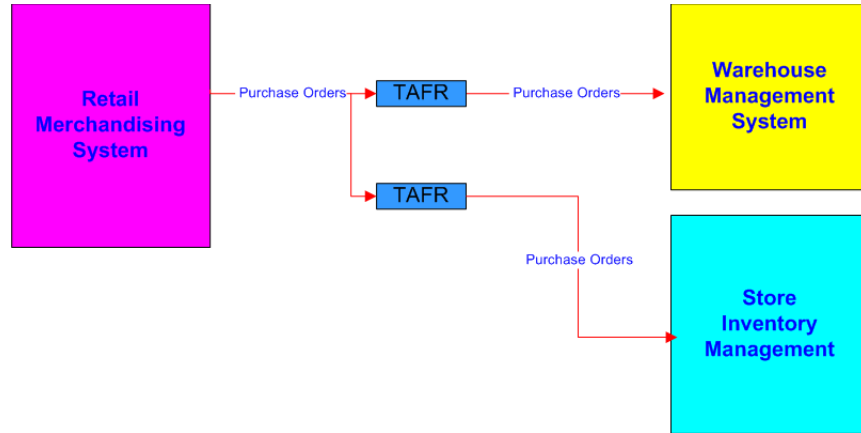 Retail
Merchandising
System
Purchase Orders
TAFR
Purchase Orders
Warehouse
Management
System
TAFR
Purchase Orders
Store
Inventory
Management